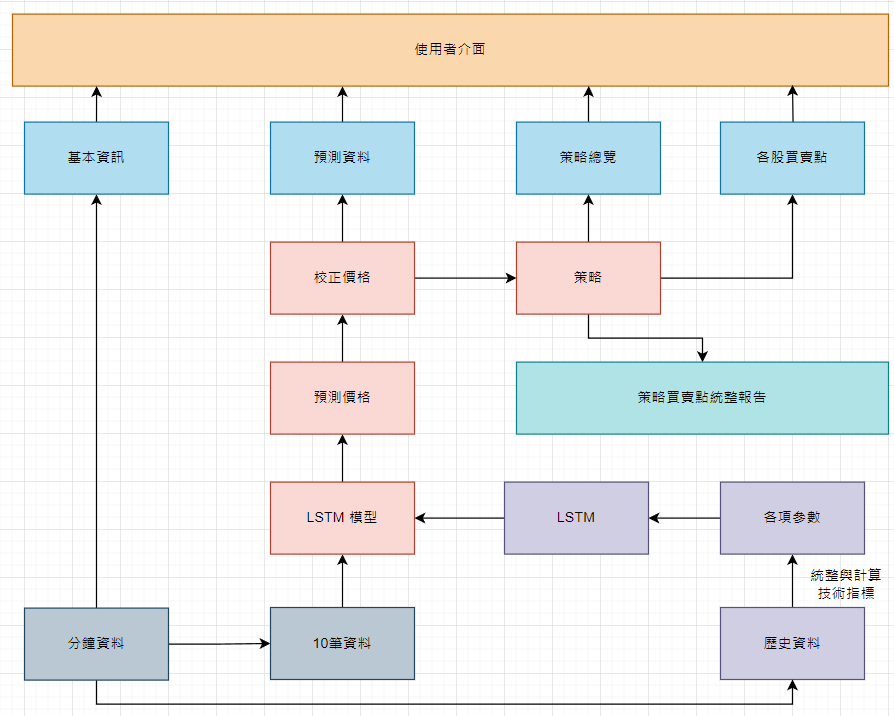 使用者介面
基本資訊
預測資料
策略總覽
各股買賣點
校正價格
策略
預測價格
策略買賣點統整報告
LSTM 模型
LSTM
各項參數
統整與計算
技術指標
分鐘資料
10筆資料
歷史資料